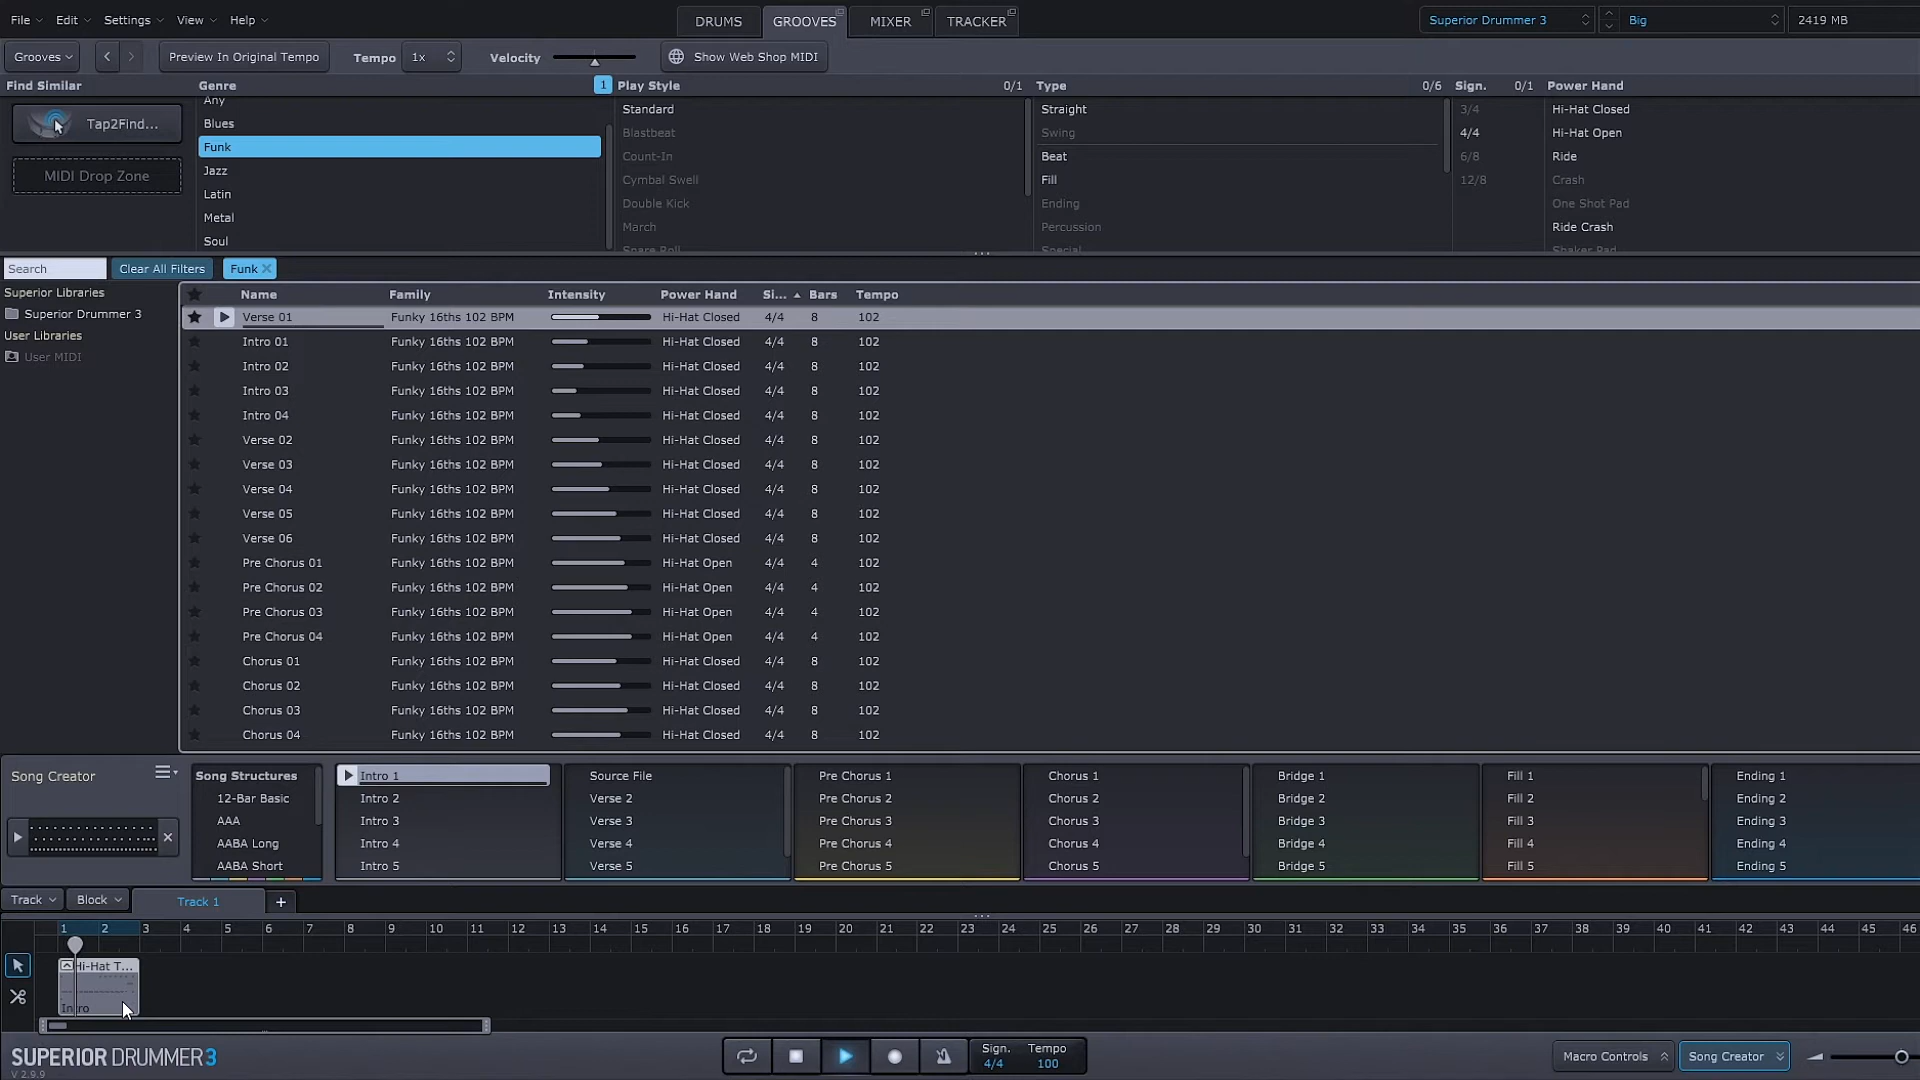 File Edit Settings View Help DRUMS GROOVES MIXER TRACKER Superior Drummer 3 Big 2419 MB
Grooves Preview In Original Tempo Tempo 1x Velocity Show Web Shop MIDI
Find Similar Genre 1 Play Style 0/1 Type 0/6 Sign. 0/1 Power Hand
Any Standard Straight 3/4 Hi-Hat Closed
Tap2Find... Blues Blastbeat Swing 4/4 Hi-Hat Open
Funk Count-In Beat 6/8 Ride
MIDI Drop Zone Jazz Cymbal Swell Fill 12/8 Crash
Latin Double Kick Ending One Shot Pad
Metal March Percussion Ride Crash
Soul Snare Roll Special Shaker Pad
Search Clear All Filters Funk
Superior Libraries
Superior Drummer 3
User Libraries
User MIDI
Name Family Intensity Power Hand Si... Bars Tempo
Verse 01 Funky 16ths 102 BPM Hi-Hat Closed 4/4 8 102
Intro 01 Funky 16ths 102 BPM Hi-Hat Closed 4/4 8 102
Intro 02 Funky 16ths 102 BPM Hi-Hat Closed 4/4 8 102
Intro 03 Funky 16ths 102 BPM Hi-Hat Closed 4/4 8 102
Intro 04 Funky 16ths 102 BPM Hi-Hat Closed 4/4 8 102
Verse 02 Funky 16ths 102 BPM Hi-Hat Closed 4/4 8 102
Verse 03 Funky 16ths 102 BPM Hi-Hat Closed 4/4 8 102
Verse 04 Funky 16ths 102 BPM Hi-Hat Closed 4/4 8 102
Verse 05 Funky 16ths 102 BPM Hi-Hat Closed 4/4 8 102
Verse 06 Funky 16ths 102 BPM Hi-Hat Closed 4/4 8 102
Pre Chorus 01 Funky 16ths 102 BPM Hi-Hat Open 4/4 4 102
Pre Chorus 02 Funky 16ths 102 BPM Hi-Hat Open 4/4 4 102
Pre Chorus 03 Funky 16ths 102 BPM Hi-Hat Open 4/4 4 102
Pre Chorus 04 Funky 16ths 102 BPM Hi-Hat Open 4/4 4 102
Chorus 01 Funky 16ths 102 BPM Hi-Hat Closed 4/4 8 102
Chorus 02 Funky 16ths 102 BPM Hi-Hat Closed 4/4 8 102
Chorus 03 Funky 16ths 102 BPM Hi-Hat Closed 4/4 8 102
Chorus 04 Funky 16ths 102 BPM Hi-Hat Closed 4/4 8 102
Song Creator Song Structures Intro 1 Source File Pre Chorus 1 Chorus 1 Bridge 1 Fill 1 Ending 1
12-Bar Basic Intro 2 Verse 2 Pre Chorus 2 Chorus 2 Bridge 2 Fill 2 Ending 2
AAA Intro 3 Verse 3 Pre Chorus 3 Chorus 3 Bridge 3 Fill 3 Ending 3
AABA Long Intro 4 Verse 4 Pre Chorus 4 Chorus 4 Bridge 4 Fill 4 Ending 4
AABA Short Intro 5 Verse 5 Pre Chorus 5 Chorus 5 Bridge 5 Fill 5 Ending 5
Track Block Track 1 +
1 2 3 4 5 6 7 8 9 10 11 12 13 14 15 16 17 18 19 20 21 22 23 24 25 26 27 28 29 30 31 32 33 34 35 36 37 38 39 40 41 42 43 44 45 46
Hi-Hat T...
Intro
SUPERIOR DRUMMER 3 Sign. Tempo Macro Controls Song Creator
4/4 100
V 2.9.9